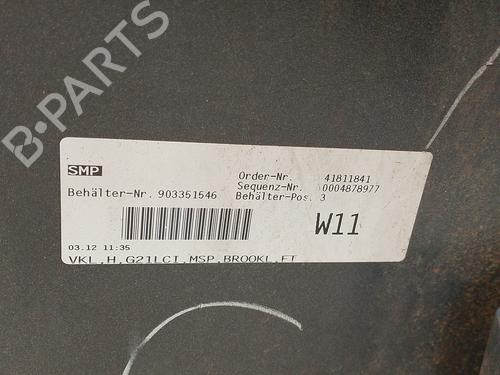 B-PARTS
SMP
Order-Nr. 41811841
Sequenz-Nr. 0004878977
Behälter-Nr. 903351546
Behälter-Pos. 3
W11
03.12 11:35
VKL.H.G21LCI.MSP.BROOKL.FT